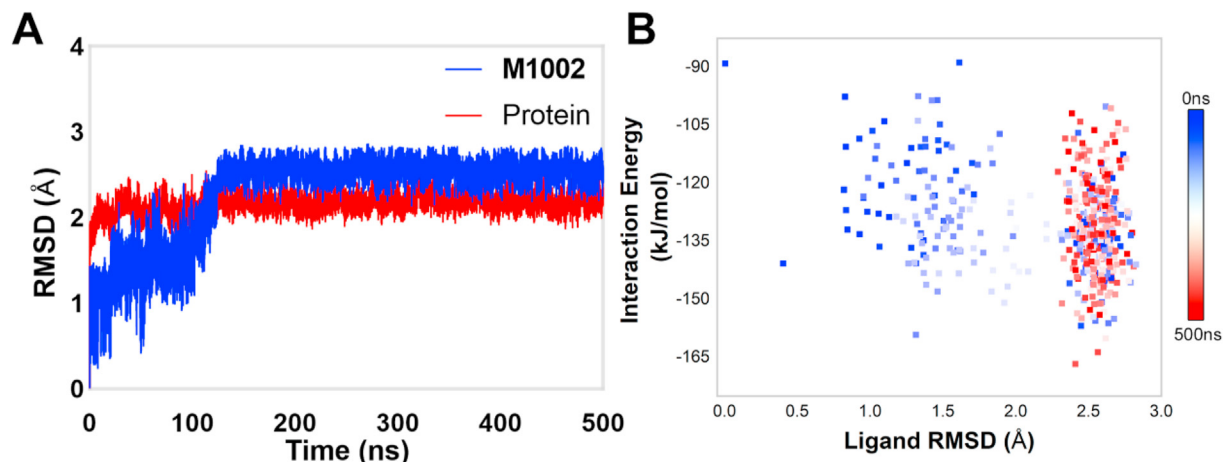 A
RMSD (Å)
4
3
2
1
0
M1002
Protein
0
100
200
300
400
500
Time (ns)
B
Interaction Energy
(kJ/mol)
-90
-105
-120
-135
-150
-165
0.0
0.5
1.0
1.5
2.0
2.5
3.0
Ligand RMSD (Å)
0ns
500ns